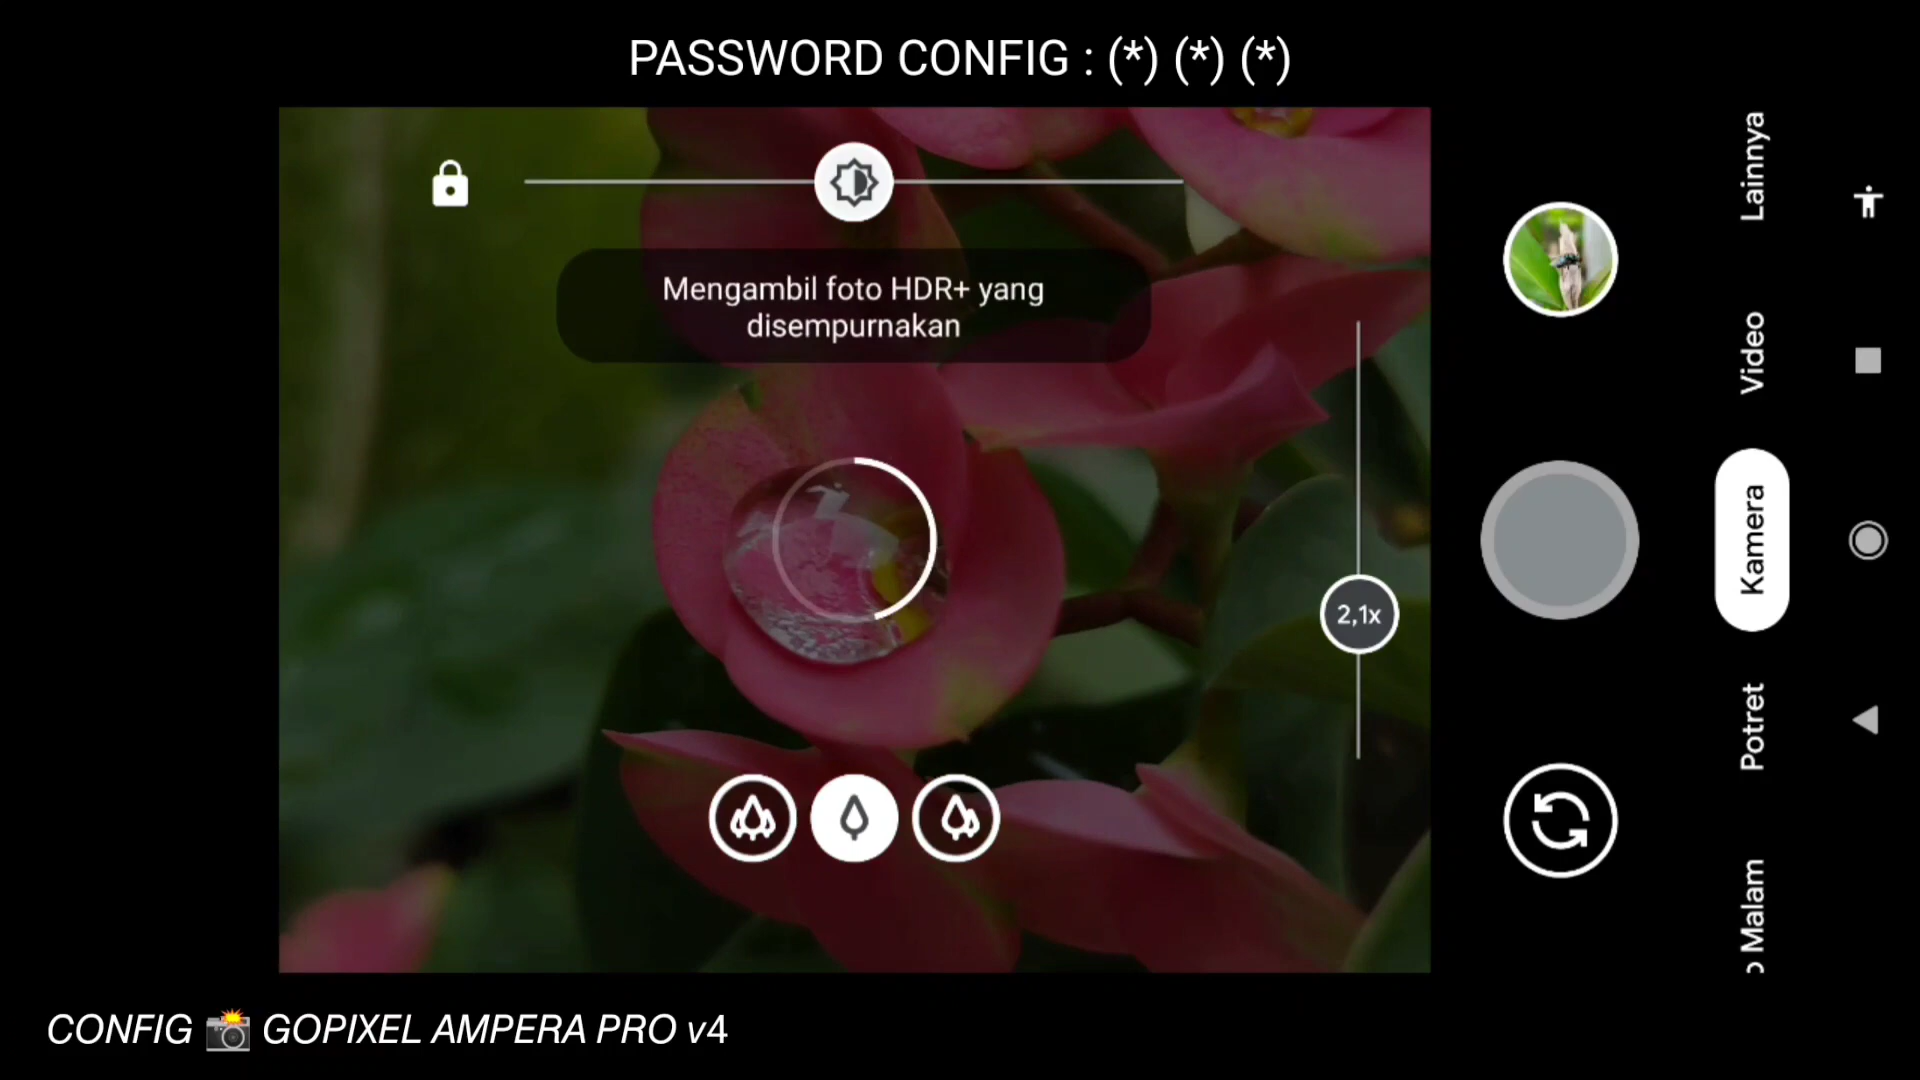 PASSWORD CONFIG : (*) (*) (*)
Mengambil foto HDR+ yang
disempurnakan
2,1x
Lainnya
Video
Kamera
Potret
Malam
CONFIG 📸 GOPIXEL AMPERA PRO v4